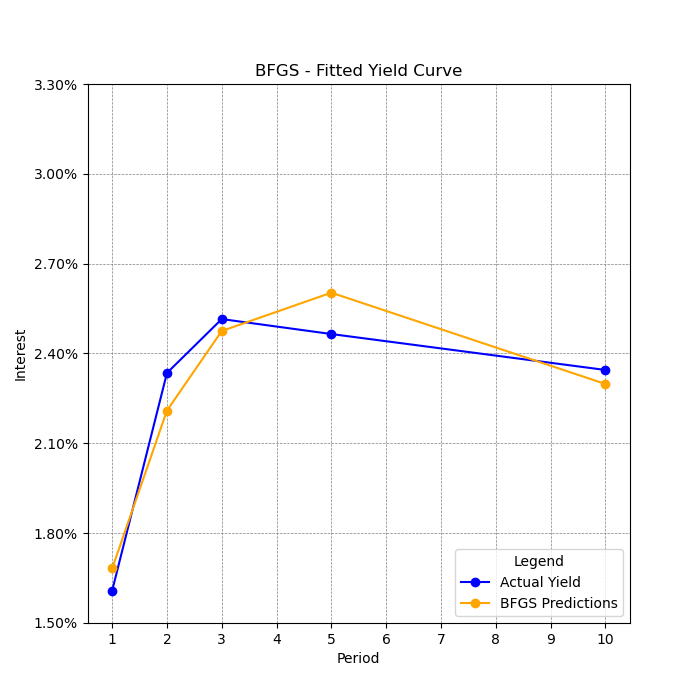 BFGS - Fitted Yield Curve
3.30%
3.00%
2.70%
2.40%
2.10%
1.80%
1.50%
Interest
1 2 3 4 5 6 7 8 9 10
Period
Legend
Actual Yield
BFGS Predictions